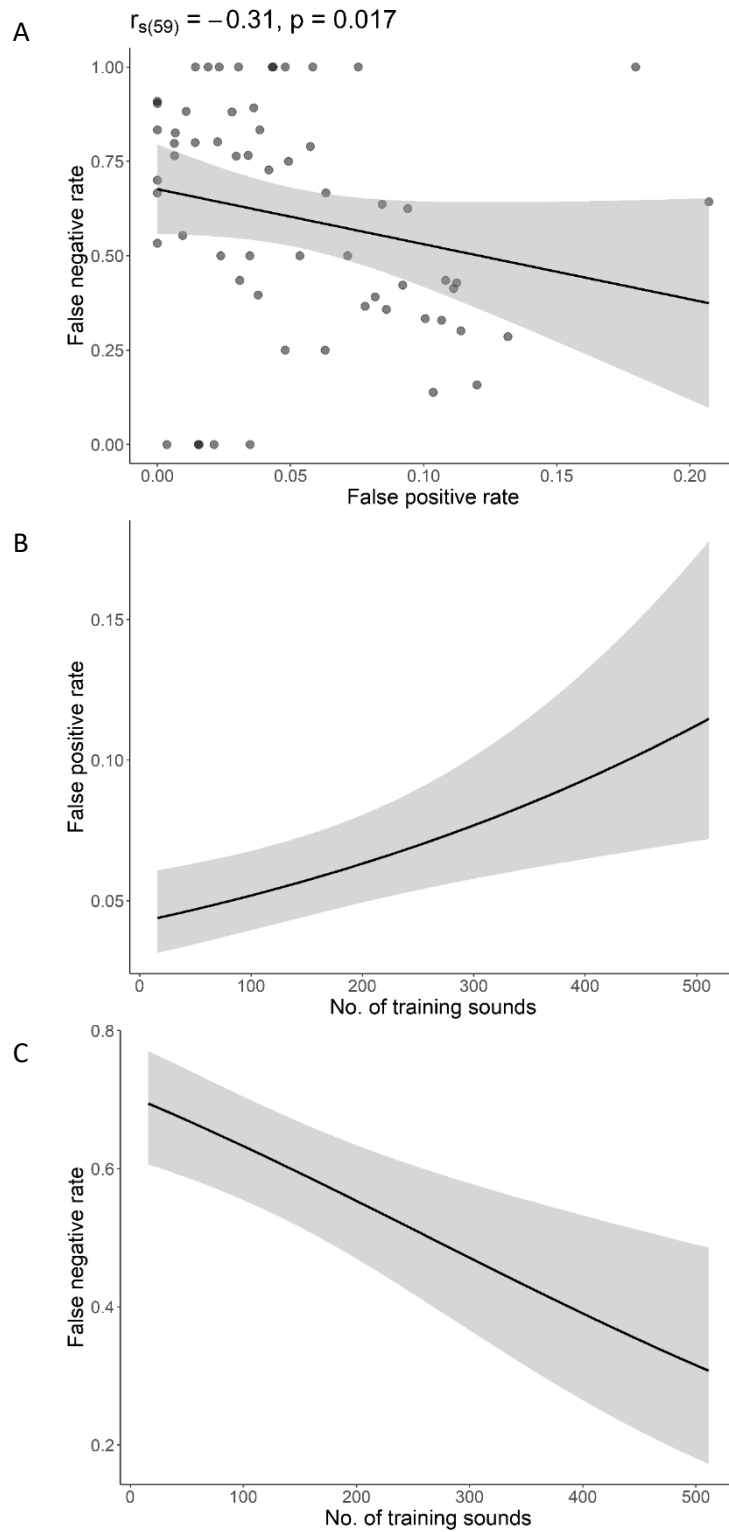 A
rs(59) = −0.31, p = 0.017
1.00
0.75
0.50
0.25
0.00
False negative rate
0.00 0.05 0.10 0.15 0.20
False positive rate
B
0.15
0.10
0.05
False positive rate
0 100 200 300 400 500
No. of training sounds
C
0.8
0.6
0.4
0.2
False negative rate
0 100 200 300 400 500
No. of training sounds